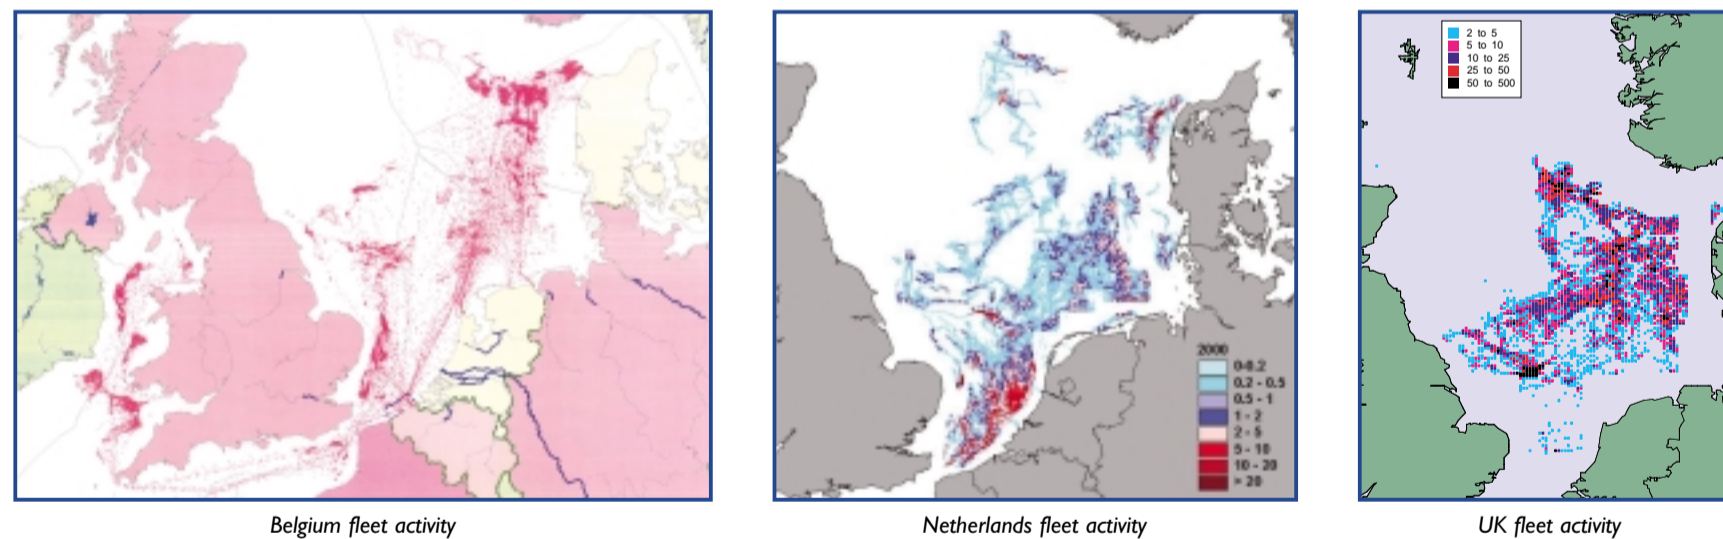 2 to 5
5 to 10
10 to 25
25 to 50
50 to 500
2000
0-0.2
0.2 - 0.5
0.5 - 1
1 - 2
2 - 5
5 - 10
10 - 20
> 20
Belgium fleet activity
Netherlands fleet activity
UK fleet activity